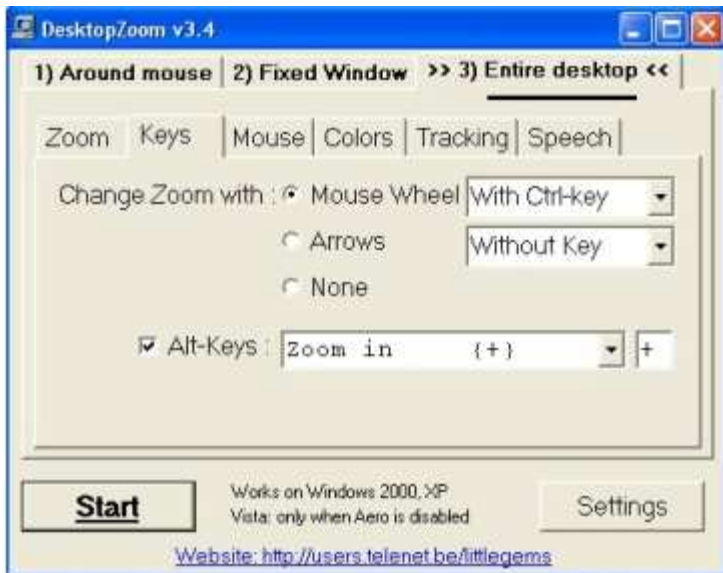 DesktopZoom v3.4
1) Around mouse 2) Fixed Window >> 3) Entire desktop <<
Zoom Keys Mouse Colors Tracking Speech
Change Zoom with : Mouse Wheel With Ctrl-key
Arrows Without Key
None
Alt-Keys : Zoom in {+} +
Start Works on Windows 2000, XP Settings
Vista: only when Aero is disabled
Website: http://users.telenet.be/littlegems